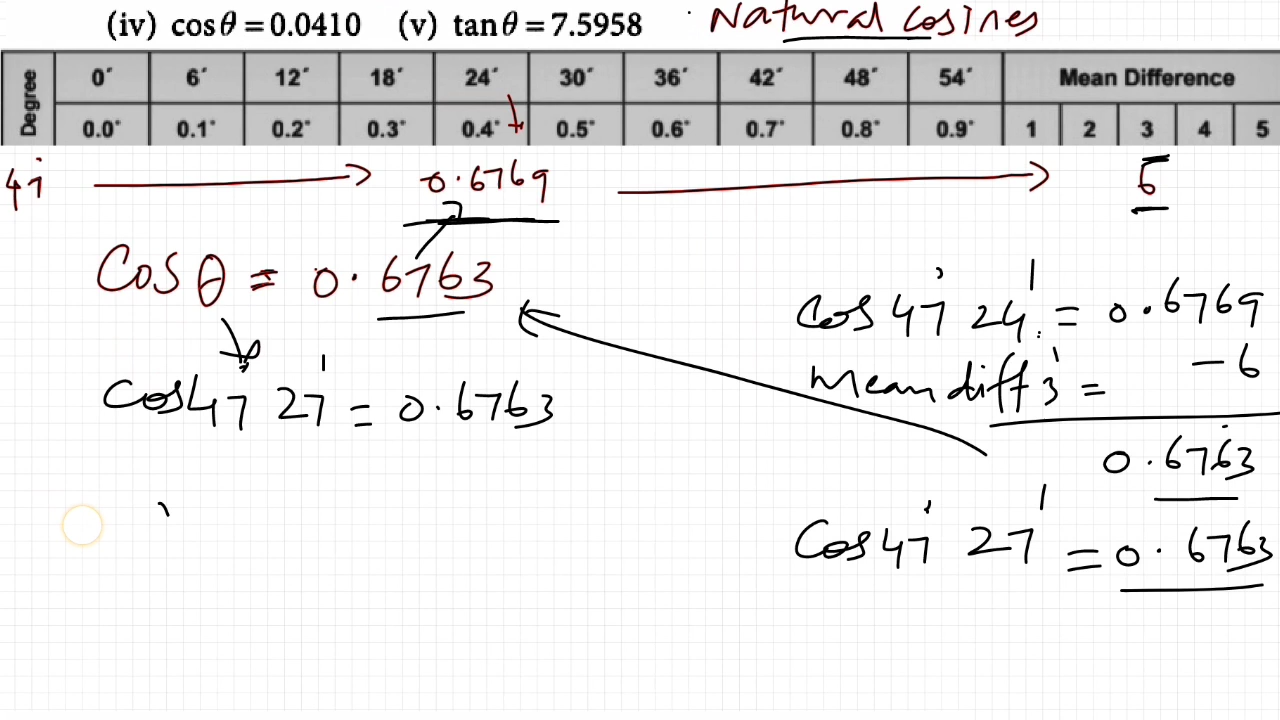 (iv) cosθ = 0.0410 (v) tanθ = 7.5958 Natural Cosines
Degree 0′ 6′ 12′ 18′ 24′ 30′ 36′ 42′ 48′ 54′ Mean Difference
0.0° 0.1° 0.2° 0.3° 0.4° 0.5° 0.6° 0.7° 0.8° 0.9° 1 2 3 4 5
47° 0.6769 6
Cos θ = 0.6763
Cos 47° 27′ = 0.6763
Cos 47° 24′ = 0.6769
Mean diff 3′ = -6
0.6763
Cos 47° 27′ = 0.6763